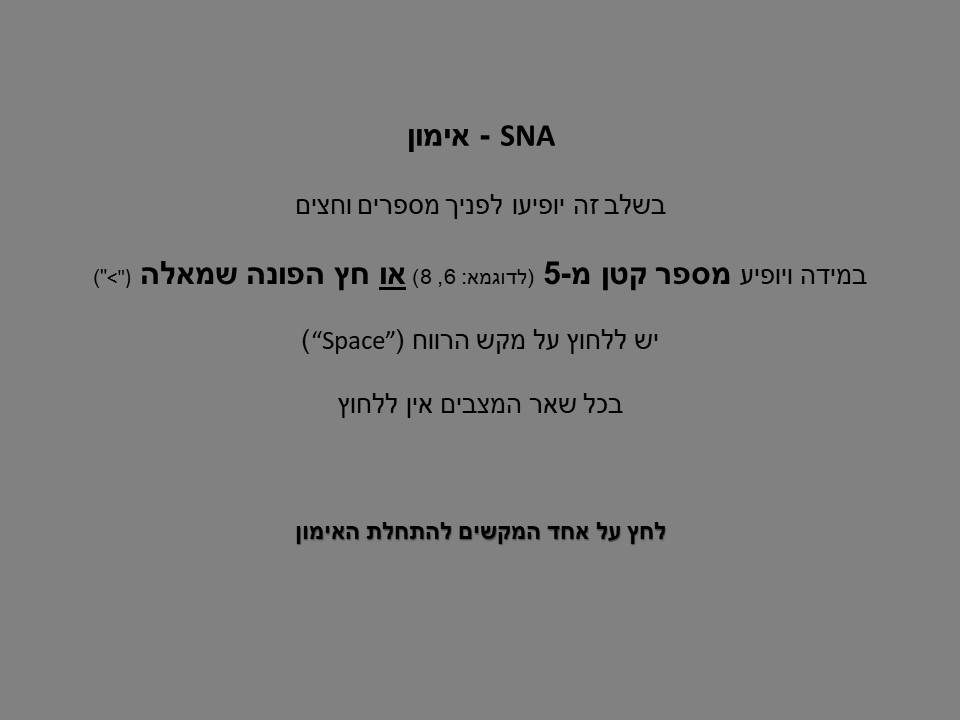 SNA - אימון
בשלב זה יופיעו לפניך מספרים וחצים
במידה ויופיע מספר קטן מ-5 (לדוגמא: 6, 8) או חץ הפונה שמאלה ("<")
יש ללחוץ על מקש הרווח (“Space”)
בכל שאר המצבים אין ללחוץ
לחץ על אחד המקשים להתחלת האימון